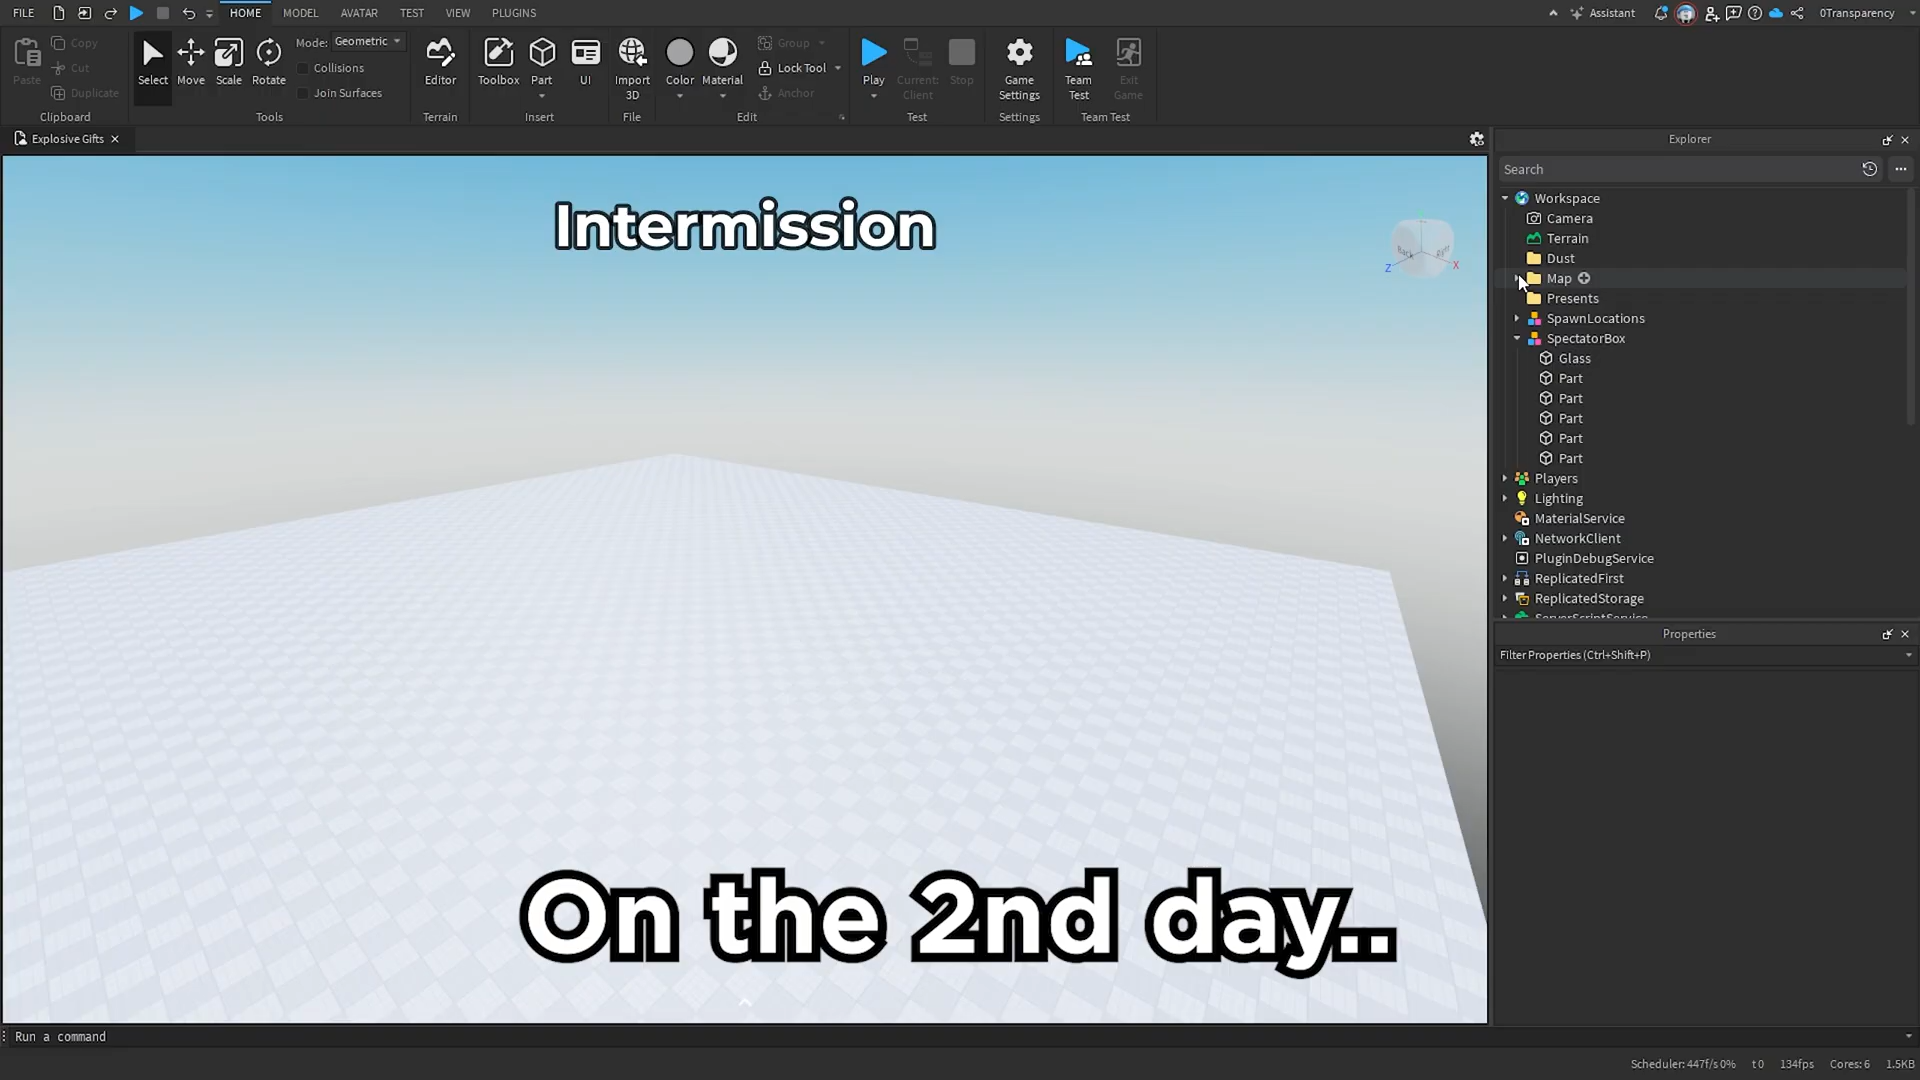 FILE
HOME
MODEL
AVATAR
TEST
VIEW
PLUGINS
Assistant
0Transparency
Paste
Copy
Cut
Duplicate
Clipboard
Select
Move
Scale
Rotate
Mode: Geometric
Collisions
Join Surfaces
Tools
Editor
Terrain
Toolbox
Part
UI
Insert
Import
3D
File
Color
Material
Group
Lock Tool
Anchor
Edit
Play
Current:
Client
Stop
Test
Game
Settings
Settings
Team
Test
Exit
Game
Team Test
Explosive Gifts
Intermission
Back
Z
X
On the 2nd day..
Explorer
Search
Workspace
Camera
Terrain
Dust
Map
Presents
SpawnLocations
SpectatorBox
Glass
Part
Part
Part
Part
Part
Players
Lighting
MaterialService
NetworkClient
PluginDebugService
ReplicatedFirst
ReplicatedStorage
ServerScriptService
Properties
Filter Properties (Ctrl+Shift+P)
Run a command
Scheduler: 447f/s 0%
t 0
134fps
Cores: 6
1.5KB